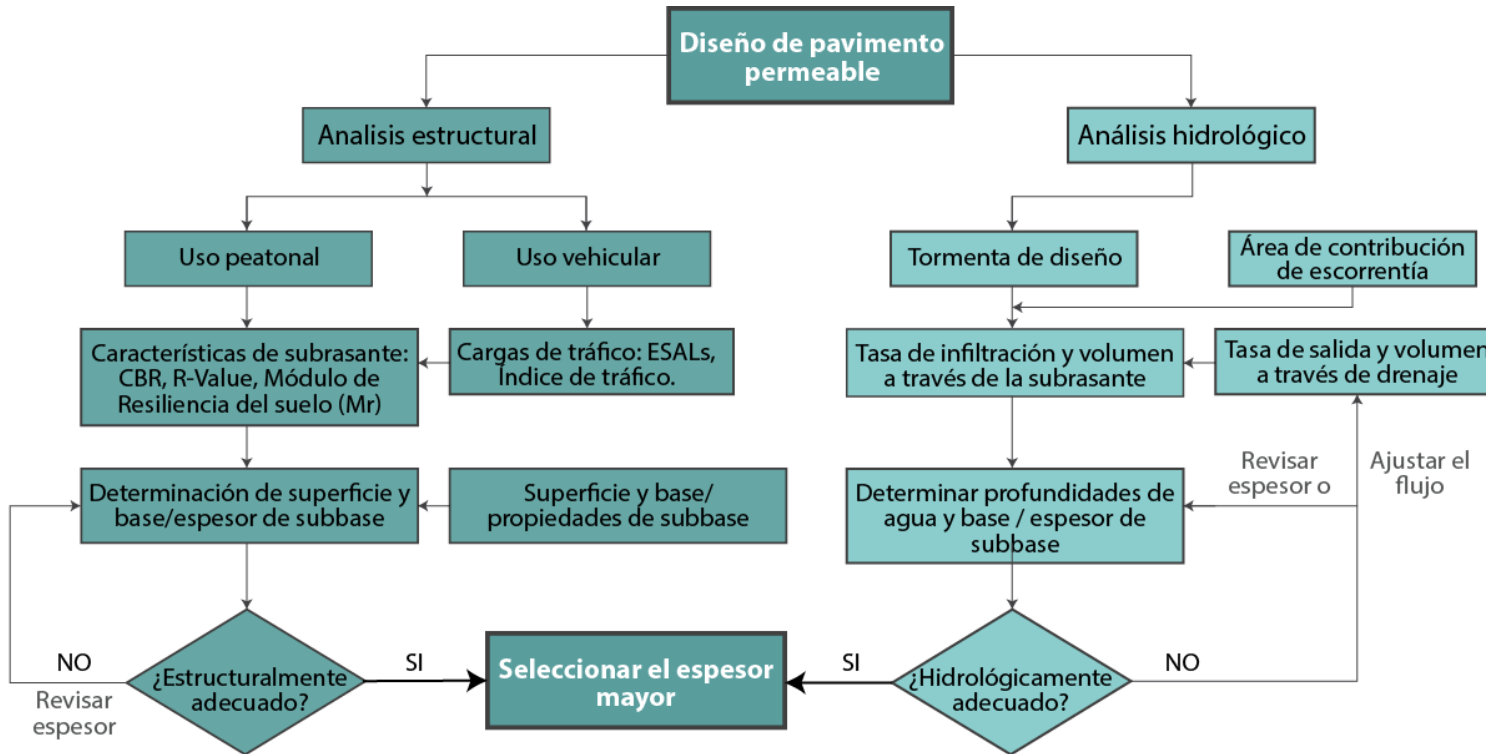 Diseño de pavimento
permeable
Analisis estructural
Análisis hidrológico
Uso peatonal
Uso vehicular
Tormenta de diseño
Área de contribución
de escorrentía
Características de subrasante:
CBR, R-Value, Módulo de
Resiliencia del suelo (Mr)
Cargas de tráfico: ESALs,
Índice de tráfico.
Tasa de infiltración y volumen
a través de la subrasante
Tasa de salida y volumen
a través de drenaje
Revisar
espesor o
Ajustar el
flujo
Determinación de superficie y
base/espesor de subbase
Superficie y base/
propiedades de subbase
Determinar profundidades de
agua y base / espesor de
subbase
NO
Revisar
espesor
¿Estructuralmente
adecuado?
SI
Seleccionar el espesor
mayor
SI
¿Hidrológicamente
adecuado?
NO